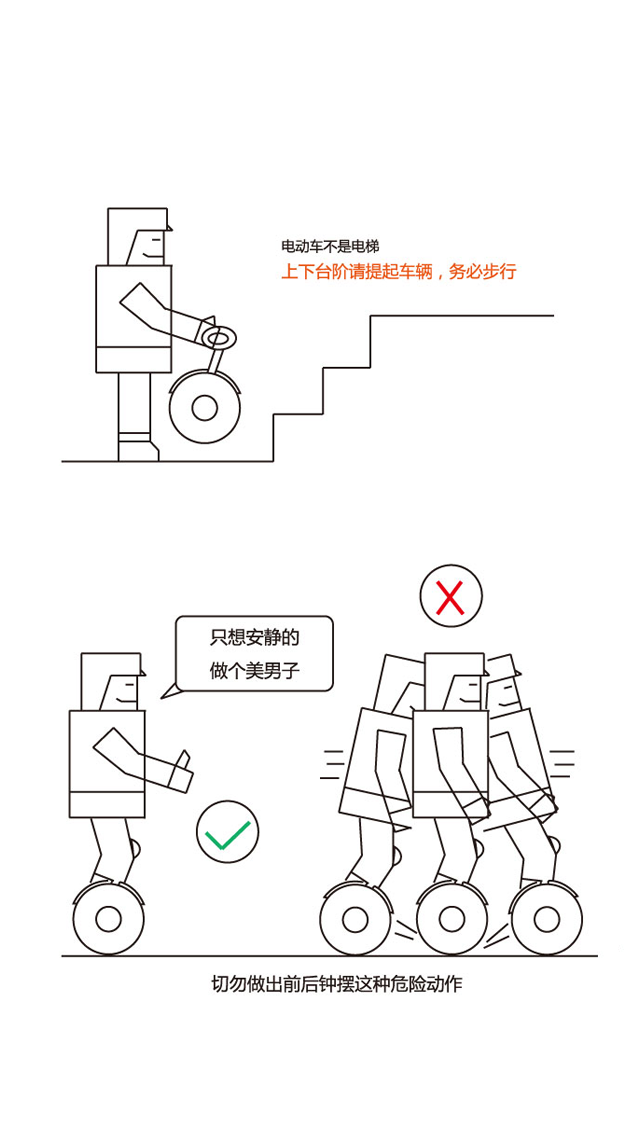 电动车不是电梯
上下台阶请提起车辆，务必步行
只想安静的
做个美男子
切勿做出前后钟摆这种危险动作